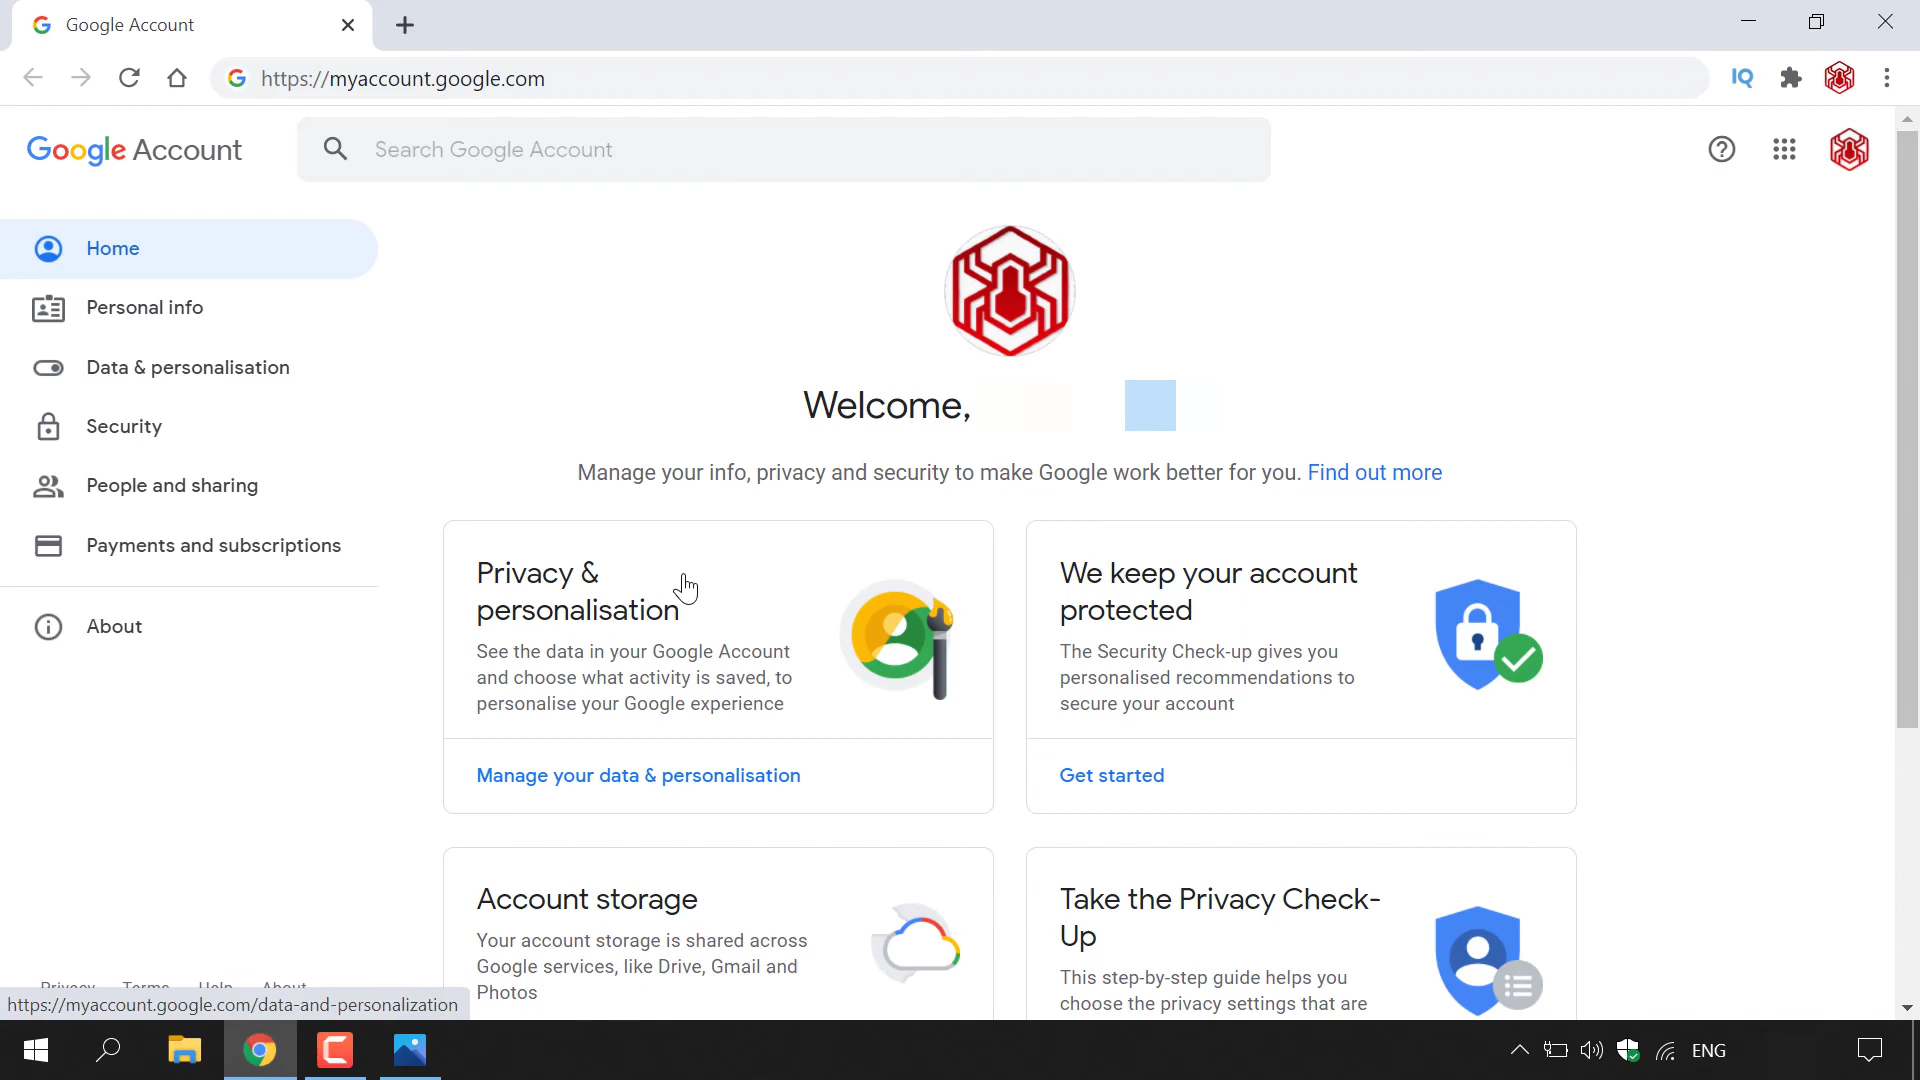 Google Account
https://myaccount.google.com
IQ
Google Account
Search Google Account
Home
Personal info
Data & personalisation
Security
People and sharing
Payments and subscriptions
About
Welcome,
Manage your info, privacy and security to make Google work better for you. Find out more
Privacy &
personalisation
See the data in your Google Account
and choose what activity is saved, to
personalise your Google experience
Manage your data & personalisation
We keep your account
protected
The Security Check-up gives you
personalised recommendations to
secure your account
Get started
Account storage
Your account storage is shared across
Google services, like Drive, Gmail and
Photos
Take the Privacy Check-
Up
This step-by-step guide helps you
choose the privacy settings that are
Privacy Terms Help About
https://myaccount.google.com/data-and-personalization
ENG